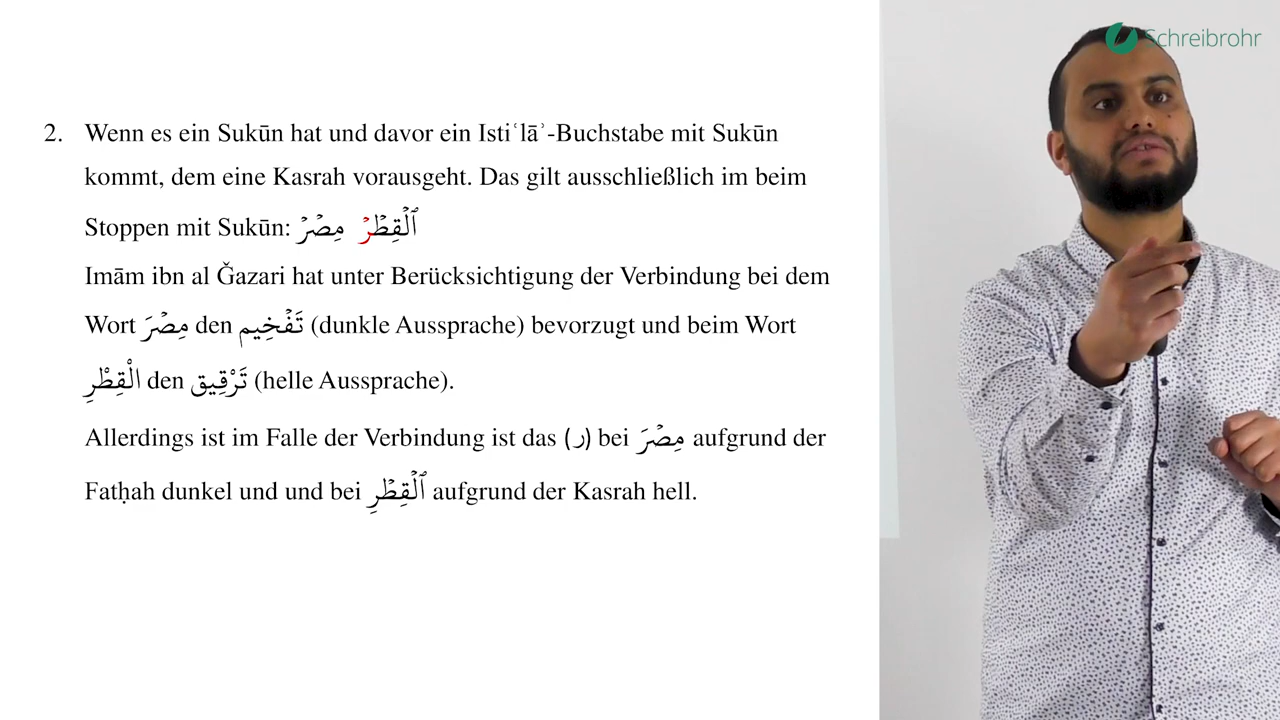 Schreibrohr
2. Wenn es ein Sukūn hat und davor ein Istiʿlāʾ-Buchstabe mit Sukūn
kommt, dem eine Kasrah vorausgeht. Das gilt ausschließlich im beim
Stoppen mit Sukūn: ٱلۡقِطۡرۡ مِصۡرۡ
Imām ibn al Ǧazari hat unter Berücksichtigung der Verbindung bei dem
Wort مِصۡرَ den تَفۡخِيم (dunkle Aussprache) bevorzugt und beim Wort
الْقِطْرِ den تَرْقِيق (helle Aussprache).
Allerdings ist im Falle der Verbindung ist das (ر) bei مِصۡرَ aufgrund der
Fatḥah dunkel und und bei ٱلۡقِطۡرِ aufgrund der Kasrah hell.